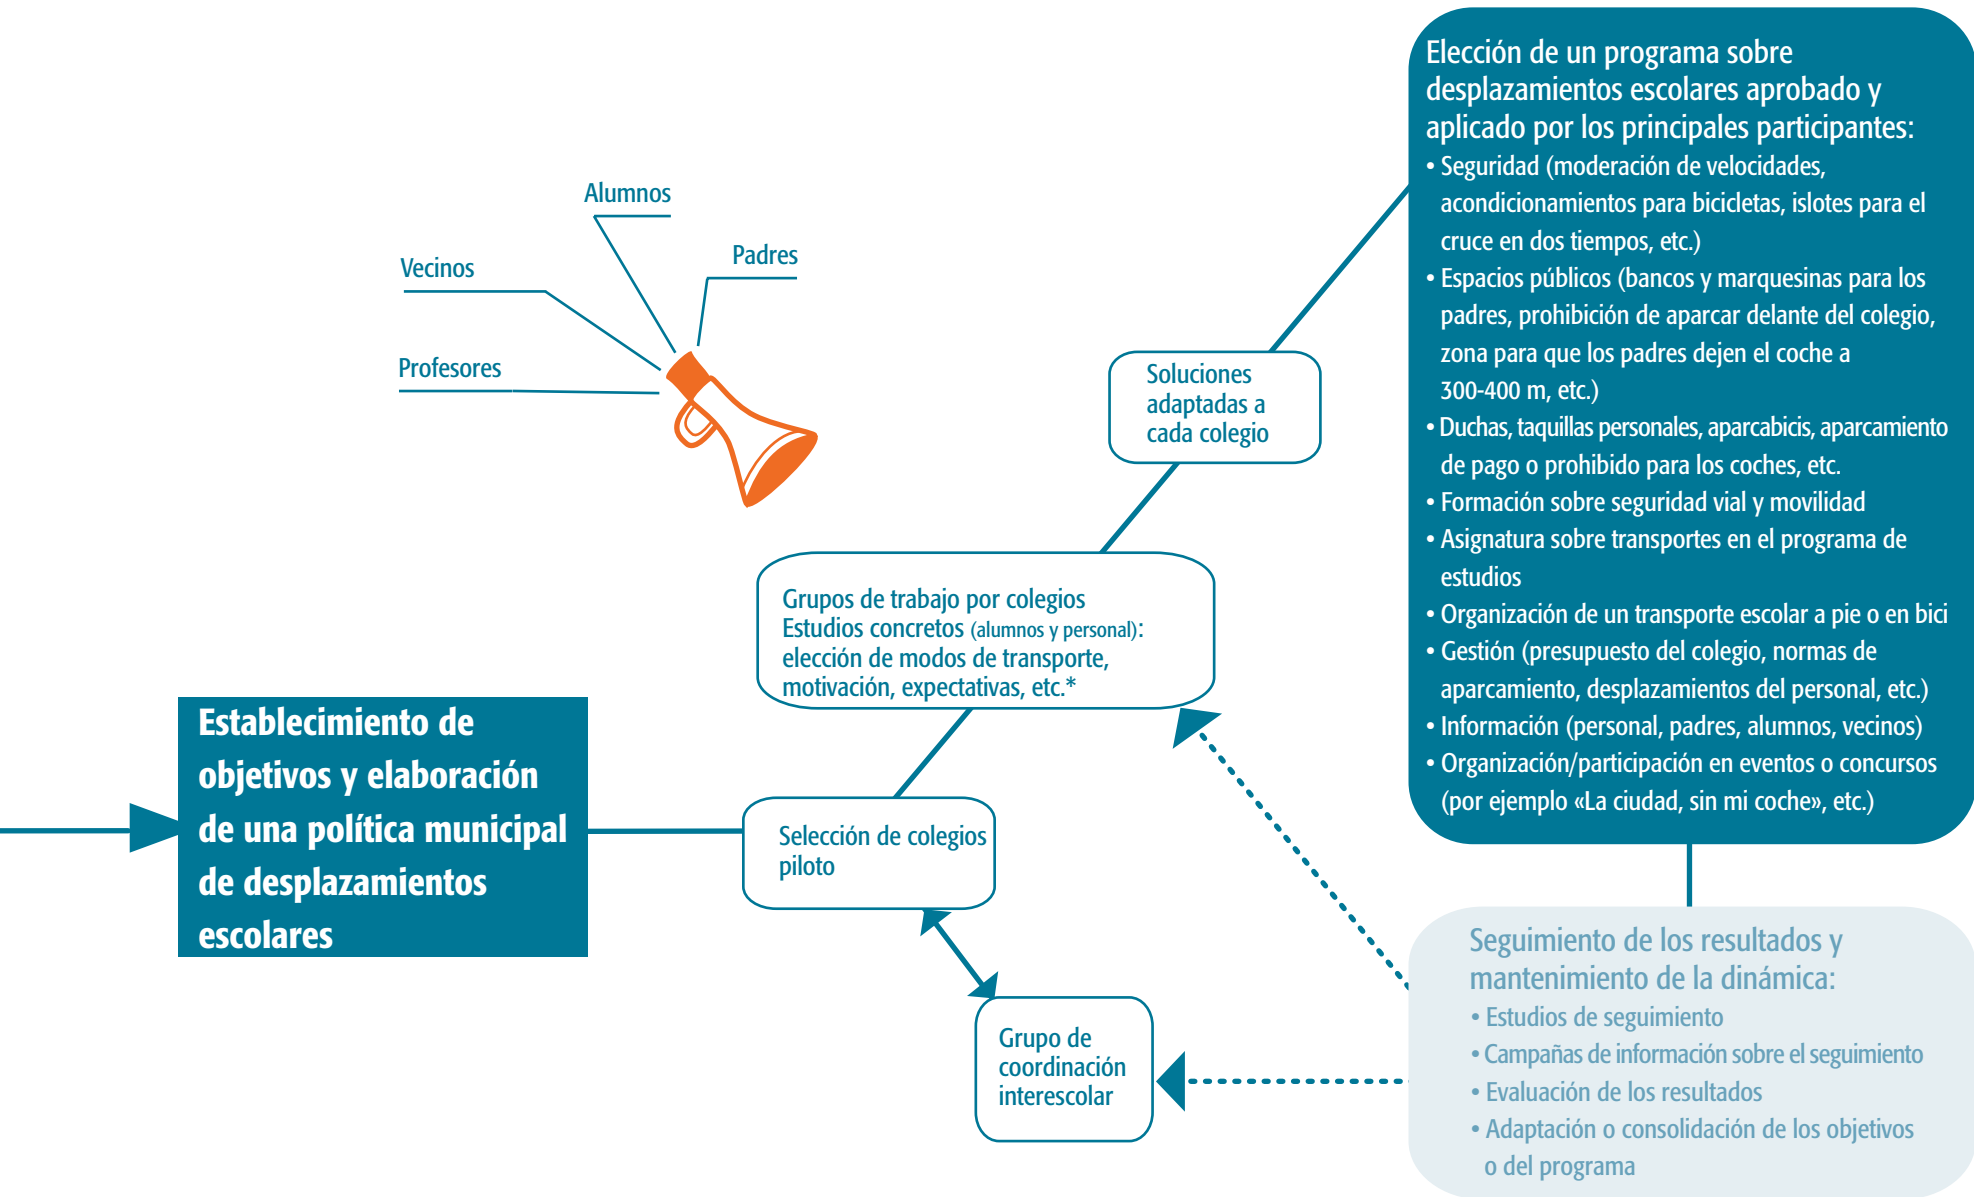 Alumnos
Padres
Vecinos
Profesores
Establecimiento de
objetivos y elaboración
de una política municipal
de desplazamientos
escolares
Selección de colegios
piloto
Grupo de
coordinación
interescolar
Grupos de trabajo por colegios
Estudios concretos (alumnos y personal):
elección de modos de transporte,
motivación, expectativas, etc.*
Soluciones
adaptadas a
cada colegio
Elección de un programa sobre
desplazamientos escolares aprobado y
aplicado por los principales participantes:
• Seguridad (moderación de velocidades,
acondicionamientos para bicicletas, islotes para el
cruce en dos tiempos, etc.)
• Espacios públicos (bancos y marquesinas para los
padres, prohibición de aparcar delante del colegio,
zona para que los padres dejen el coche a
300-400 m, etc.)
• Duchas, taquillas personales, aparcabicis, aparcamiento
de pago o prohibido para los coches, etc.
• Formación sobre seguridad vial y movilidad
• Asignatura sobre transportes en el programa de
estudios
• Organización de un transporte escolar a pie o en bici
• Gestión (presupuesto del colegio, normas de
aparcamiento, desplazamientos del personal, etc.)
• Información (personal, padres, alumnos, vecinos)
• Organización/participación en eventos o concursos
(por ejemplo «La ciudad, sin mi coche», etc.)
Seguimiento de los resultados y
mantenimiento de la dinámica:
• Estudios de seguimiento
• Campañas de información sobre el seguimiento
• Evaluación de los resultados
• Adaptación o consolidación de los objetivos
o del programa